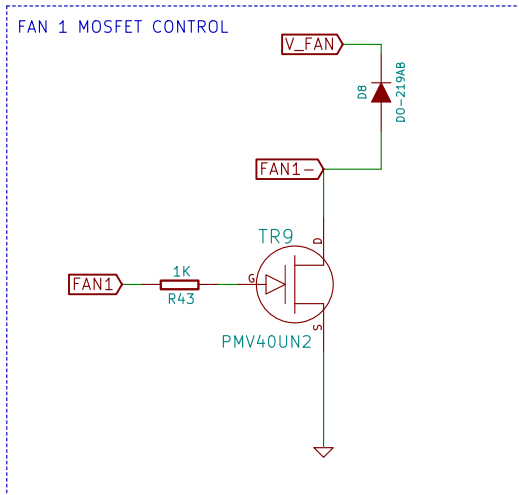 FAN 1 MOSFET CONTROL
V_FAN
D8
DO-219AB
FAN1-
TR9
D
1K
G
FAN1
R43
S
PMV40UN2